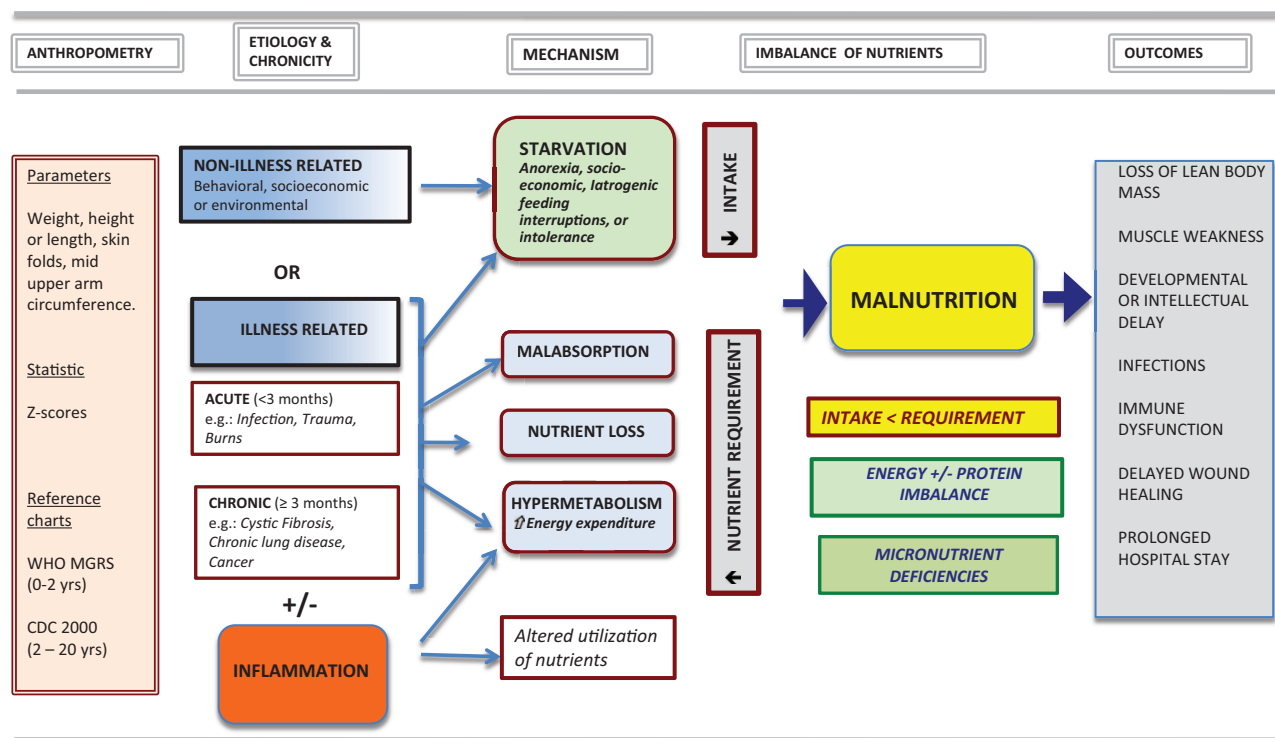 ANTHROPOMETRY
ETIOLOGY &
CHRONICITY
MECHANISM
IMBALANCE OF NUTRIENTS
OUTCOMES
Parameters
Weight, height
or length, skin
folds, mid
upper arm
circumference.
Statistic
Z-scores
Reference
charts
WHO MGRS
(0-2 yrs)
CDC 2000
(2 – 20 yrs)
NON-ILLNESS RELATED
Behavioral, socioeconomic
or environmental
OR
ILLNESS RELATED
ACUTE (<3 months)
e.g.: Infection, Trauma,
Burns
CHRONIC (≥ 3 months)
e.g.: Cystic Fibrosis,
Chronic lung disease,
Cancer
+/-
INFLAMMATION
STARVATION
Anorexia, socio-
economic, Iatrogenic
feeding
interruptions, or
intolerance
MALABSORPTION
NUTRIENT LOSS
HYPERMETABOLISM
⇧ Energy expenditure
Altered utilization
of nutrients
➔ INTAKE
➔ NUTRIENT REQUIREMENT
MALNUTRITION
INTAKE < REQUIREMENT
ENERGY +/- PROTEIN
IMBALANCE
MICRONUTRIENT
DEFICIENCIES
LOSS OF LEAN BODY
MASS
MUSCLE WEAKNESS
DEVELOPMENTAL
OR INTELLECTUAL
DELAY
INFECTIONS
IMMUNE
DYSFUNCTION
DELAYED WOUND
HEALING
PROLONGED
HOSPITAL STAY